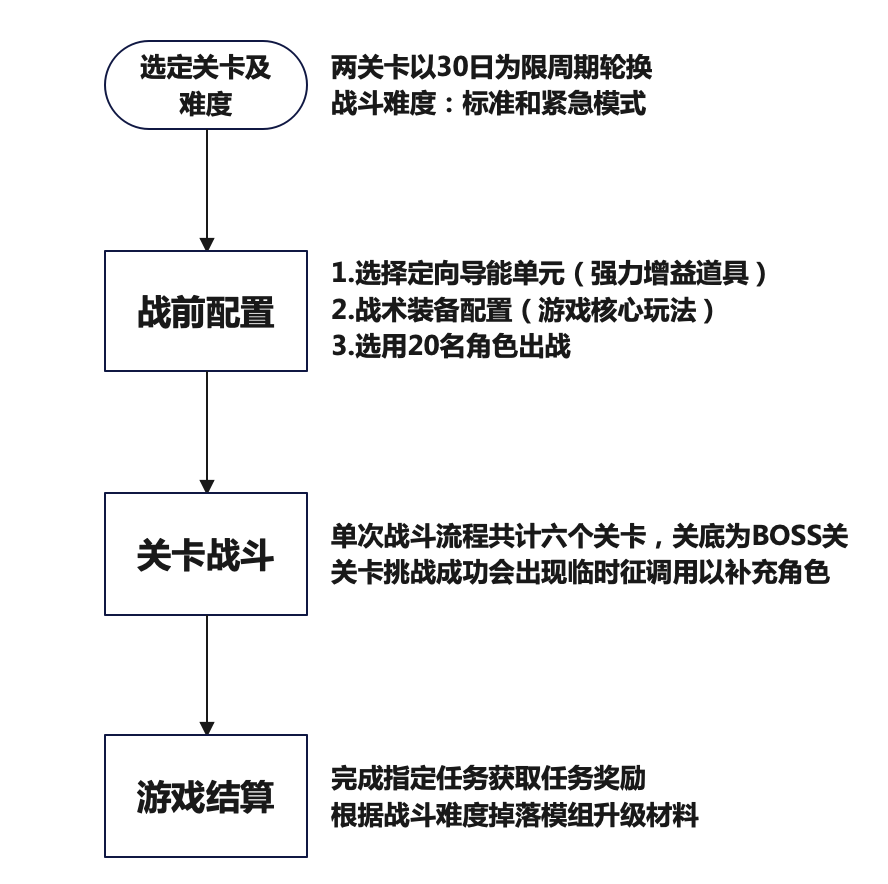 选定关卡及
难度
两关卡以30日为限周期轮换
战斗难度：标准和紧急模式
战前配置
1.选择定向导能单元（强力增益道具）
2.战术装备配置（游戏核心玩法）
3.选用20名角色出战
关卡战斗
单次战斗流程共计六个关卡，关底为BOSS关
关卡挑战成功会出现临时征调用以补充角色
游戏结算
完成指定任务获取任务奖励
根据战斗难度掉落模组升级材料